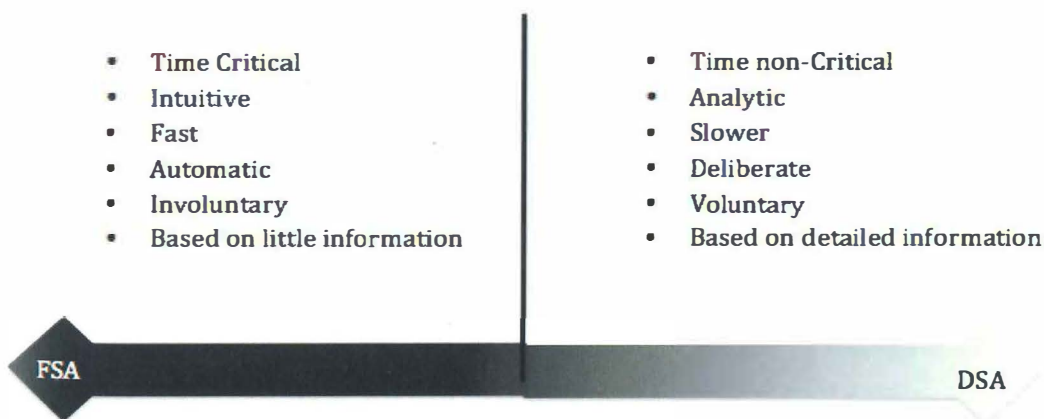 • Time Critical
• Intuitive
• Fast
• Automatic
• Involuntary
• Based on little information
• Time non-Critical
• Analytic
• Slower
• Deliberate
• Voluntary
• Based on detailed information
FSA
DSA